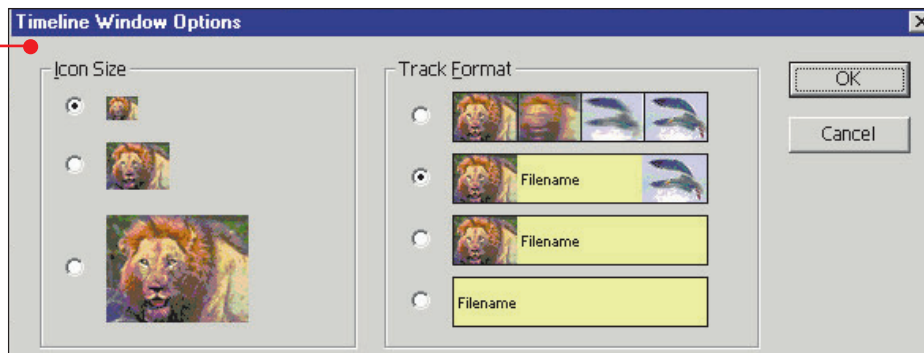 Timeline Window Options
Icon Size
Track Format
OK
Cancel
Filename
Filename
Filename